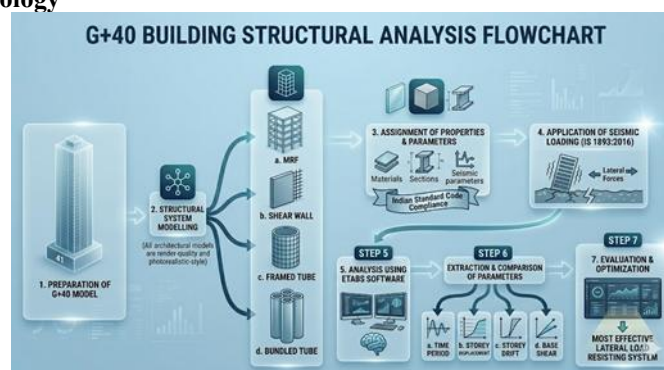 ology
G+40 BUILDING STRUCTURAL ANALYSIS FLOWCHART
41
1. PREPARATION OF
G+40 MODEL
2. STRUCTURAL
SYSTEM
MODELLING
(All architectural models
are render-quality and
photorealistic-style)
a. MRF
b. SHEAR WALL
c. FRAMED TUBE
d. BUNDLED TUBE
3. ASSIGNMENT OF PROPERTIES
& PARAMETERS
Materials
Sections
Seismic
parameters
Indian Standard Code
Compliance
4. APPLICATION OF SEISMIC
LOADING (IS 1893:2016)
Lateral
Forces
STEP 5
5. ANALYSIS USING
ETABS SOFTWARE
STEP 6
EXTRACTION & COMPARISON
OF PARAMETERS
a. TIME
PERIOD
b. STOREY
DISPLACEMENT
c. STOREY
DRIFT
d. BASE
SHEAR
STEP 7
7. EVALUATION &
OPTIMIZATION
MOST EFFECTIVE
LATERAL LOAD
RESISTING SYSTEM